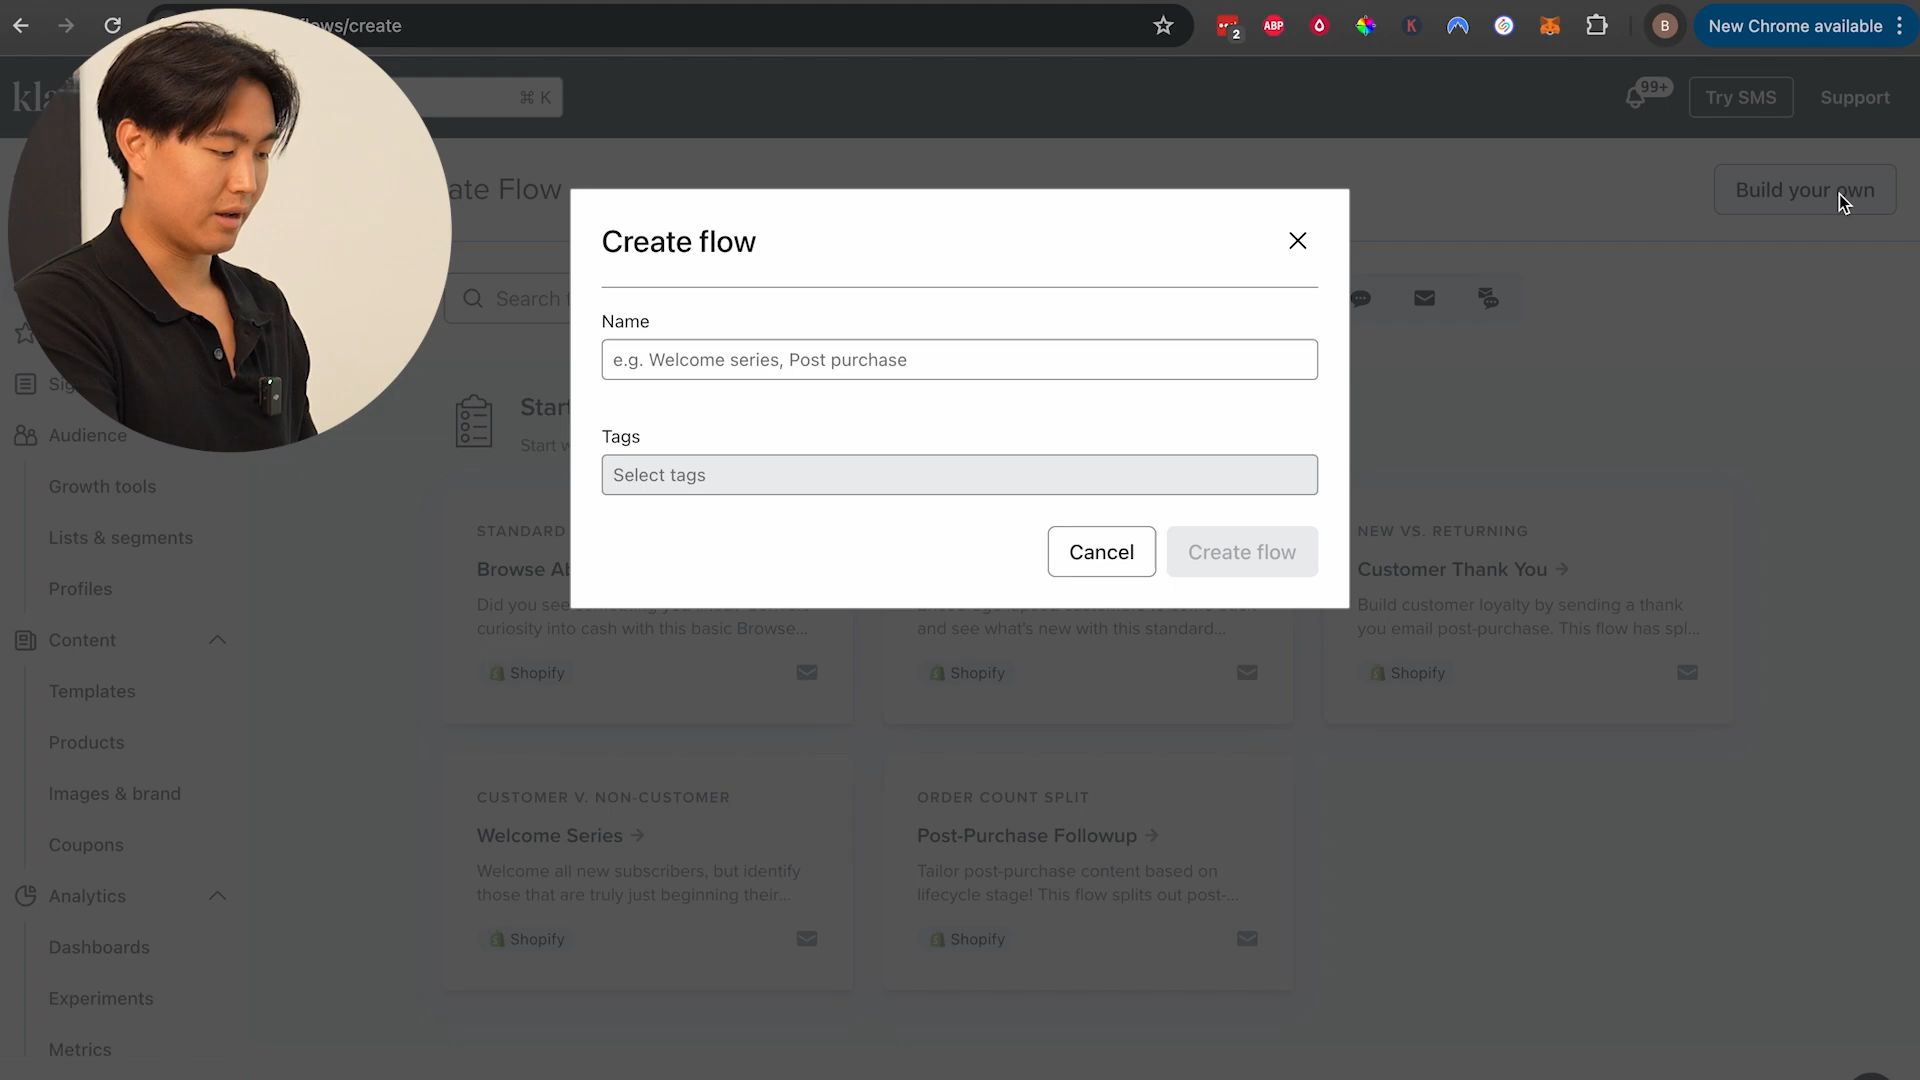 ws/create
2
ABP
K
B
New Chrome available
kla
⌘ K
99+
Try SMS
Support
ate Flow
Build your own
Create flow
Search
Name
e.g. Welcome series, Post purchase
Tags
Select tags
Cancel
Create flow
Start w
Audience
Growth tools
Lists & segments
Profiles
Content
Templates
Products
Images & brand
Coupons
Analytics
Dashboards
Experiments
Metrics
STANDARD
Browse Ab
Did you see
curiosity into cash with this basic Browse...
Shopify
and see what's new with this standard...
Shopify
NEW VS. RETURNING
Customer Thank You →
Build customer loyalty by sending a thank
you email post-purchase. This flow has spl...
Shopify
CUSTOMER V. NON-CUSTOMER
Welcome Series →
Welcome all new subscribers, but identify
those that are truly just beginning their...
Shopify
ORDER COUNT SPLIT
Post-Purchase Followup →
Tailor post-purchase content based on
lifecycle stage! This flow splits out post-...
Shopify